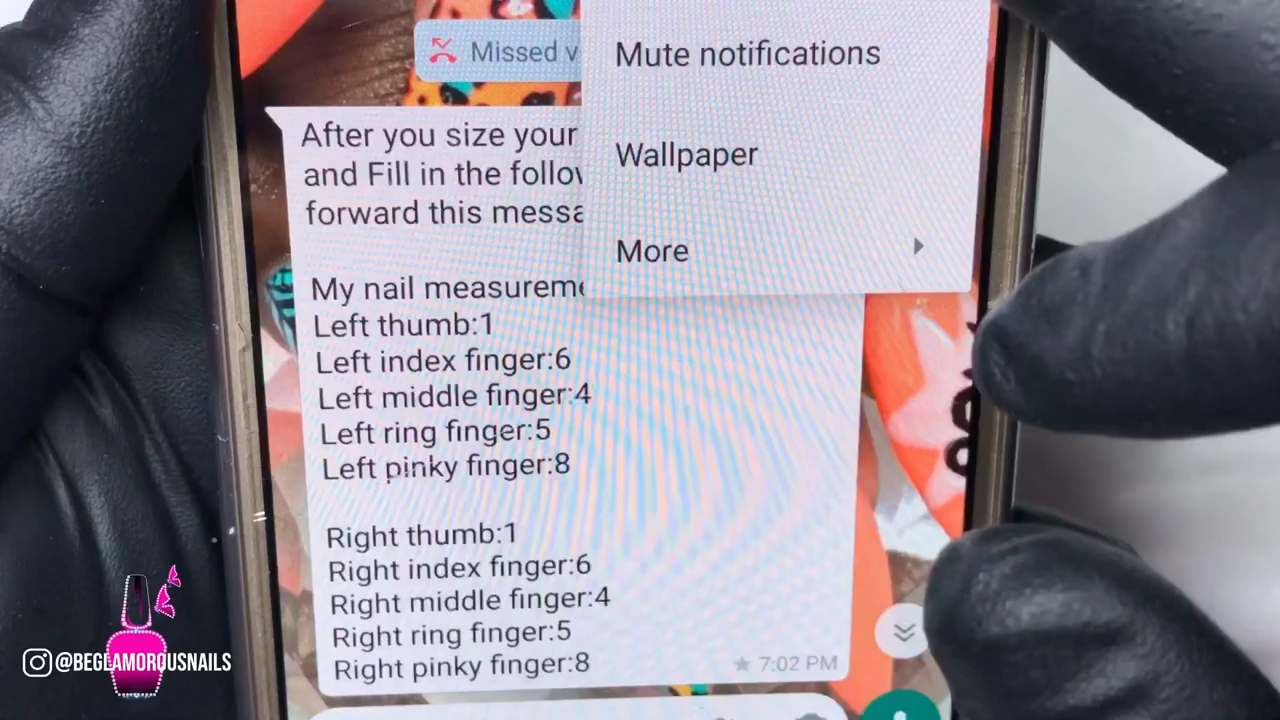 Missed v
Mute notifications
Wallpaper
More
After you size your
and Fill in the follow
forward this messa
My nail measureme
Left thumb:1
Left index finger:6
Left middle finger:4
Left ring finger:5
Left pinky finger:8
Right thumb:1
Right index finger:6
Right middle finger:4
Right ring finger:5
Right pinky finger:8
7:02 PM
@BEGLAMOROUSNAILS